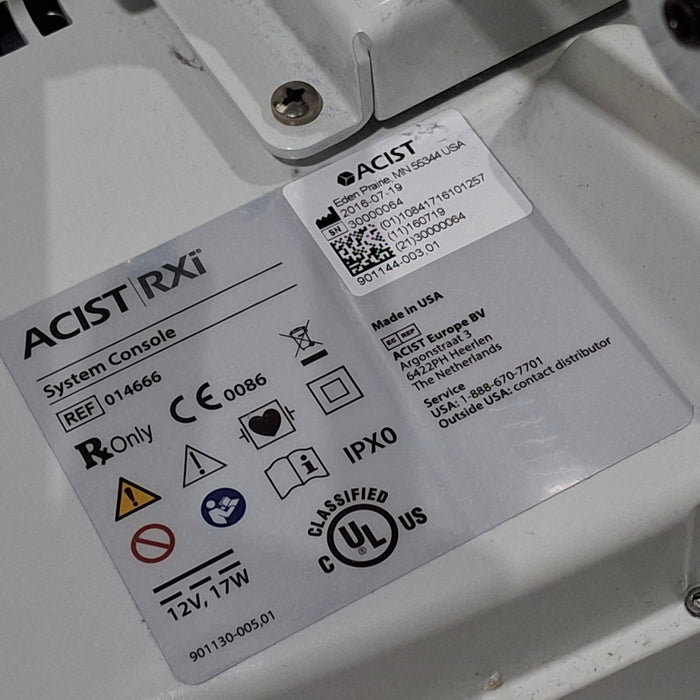 ACIST
Eden Prairie, MN 55344 USA
2016-07-19
SN 30000064
(01)10841716101257
(11)160719
(21)30000064
901144-003,01
ACIST RXi
System Console
REF 014666
Rx Only
CE 0086
IPX0
CLASSIFIED
C UL US
®
12V, 17W
901130-005,01
Made in USA
EC REP
ACIST Europe BV
Argonstraat 3
6422PH Heerlen
The Netherlands
Service
USA: 1-888-670-7701
Outside USA: contact distributor